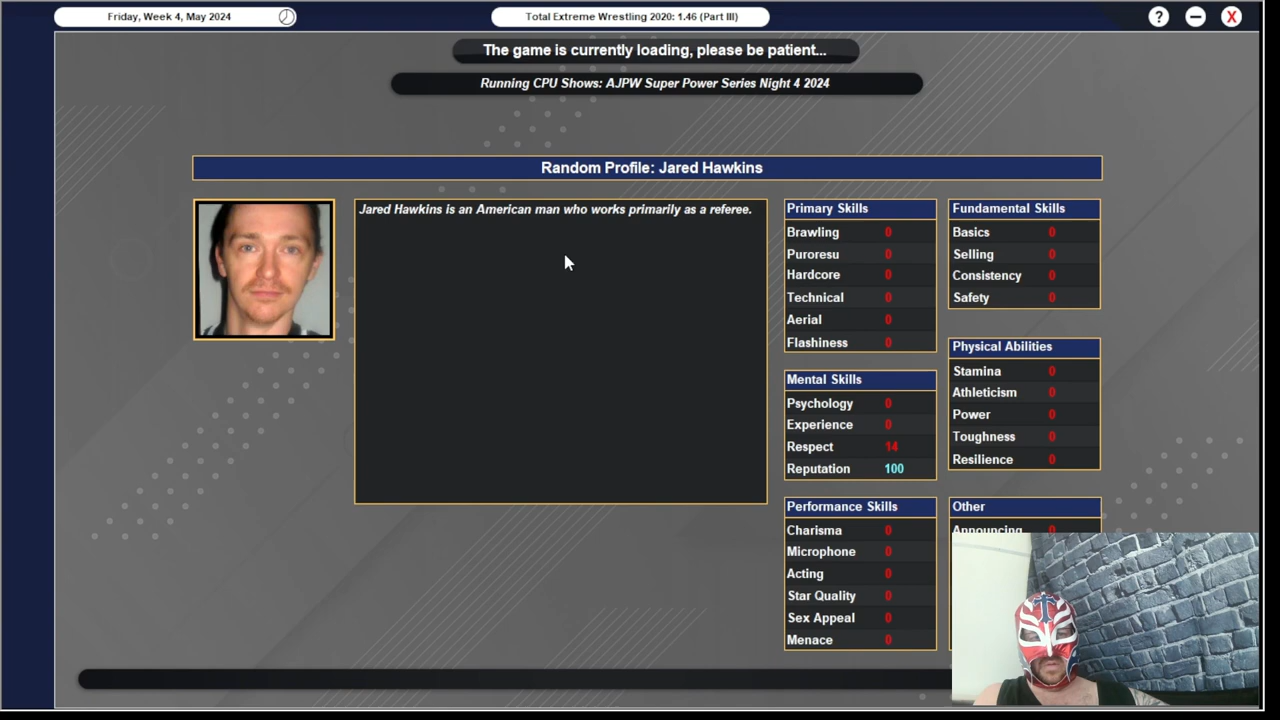 Friday, Week 4, May 2024
Total Extreme Wrestling 2020: 1.46 (Part III)
?
X
The game is currently loading, please be patient...
Running CPU Shows: AJPW Super Power Series Night 4 2024
Random Profile: Jared Hawkins
Jared Hawkins is an American man who works primarily as a referee.
Primary Skills
Brawling 0
Puroresu 0
Hardcore 0
Technical 0
Aerial 0
Flashiness 0
Mental Skills
Psychology 0
Experience 0
Respect 14
Reputation 100
Performance Skills
Charisma 0
Microphone 0
Acting 0
Star Quality 0
Sex Appeal 0
Menace 0
Fundamental Skills
Basics 0
Selling 0
Consistency 0
Safety 0
Physical Abilities
Stamina 0
Athleticism 0
Power 0
Toughness 0
Resilience 0
Other
Announcing 0